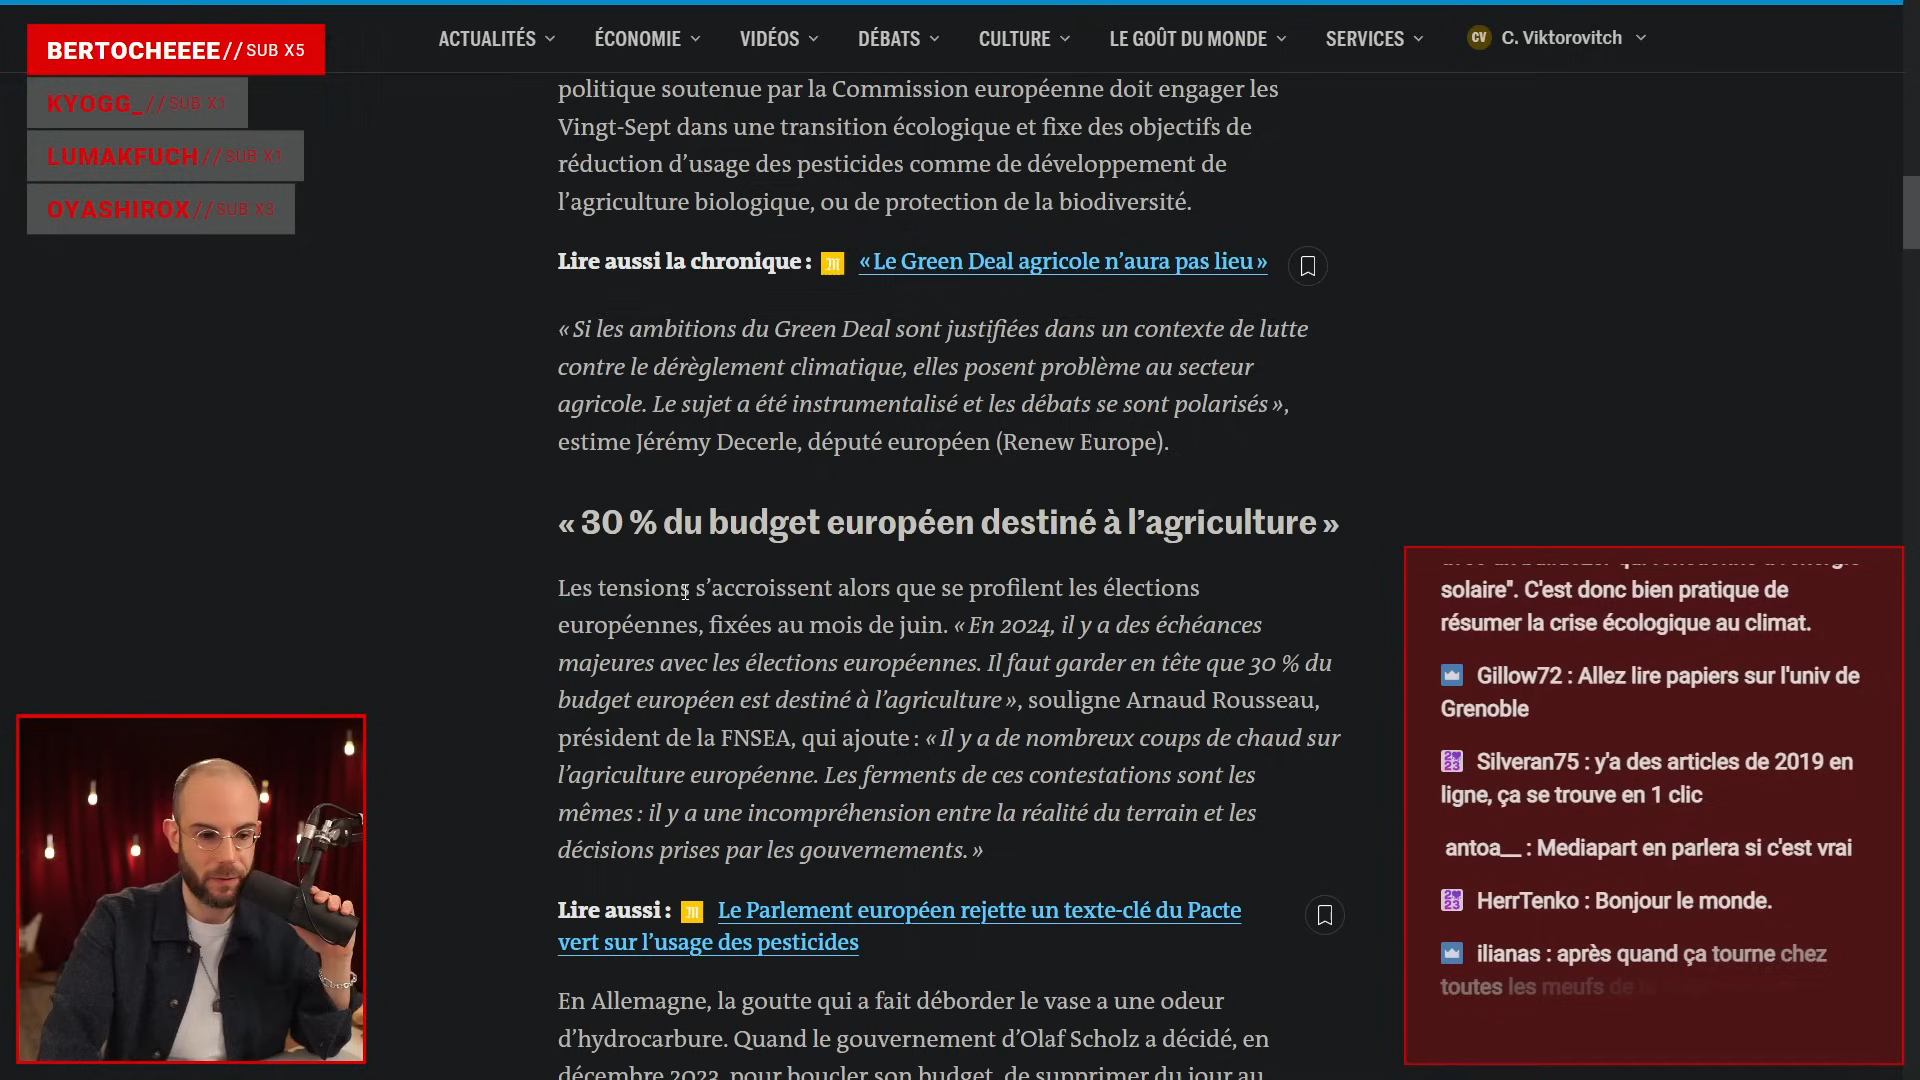 BERTOCHEEEE// SUB X5
KYOGG_// SUB X1
LUMAKFUCH// SUB X1
OYASHIROX// SUB X3
ACTUALITÉS ÉCONOMIE VIDÉOS DÉBATS CULTURE LE GOÛT DU MONDE SERVICES CV C. Viktorovitch
politique soutenue par la Commission européenne doit engager les
Vingt-Sept dans une transition écologique et fixe des objectifs de
réduction d’usage des pesticides comme de développement de
l’agriculture biologique, ou de protection de la biodiversité.
Lire aussi la chronique : « Le Green Deal agricole n’aura pas lieu »
« Si les ambitions du Green Deal sont justifiées dans un contexte de lutte
contre le dérèglement climatique, elles posent problème au secteur
agricole. Le sujet a été instrumentalisé et les débats se sont polarisés »,
estime Jérémy Decerle, député européen (Renew Europe).
« 30 % du budget européen destiné à l’agriculture »
Les tensions s’accroissent alors que se profilent les élections
européennes, fixées au mois de juin. « En 2024, il y a des échéances
majeures avec les élections européennes. Il faut garder en tête que 30 % du
budget européen est destiné à l’agriculture », souligne Arnaud Rousseau,
président de la FNSEA, qui ajoute : « Il y a de nombreux coups de chaud sur
l’agriculture européenne. Les ferments de ces contestations sont les
mêmes : il y a une incompréhension entre la réalité du terrain et les
décisions prises par les gouvernements. »
Lire aussi : Le Parlement européen rejette un texte-clé du Pacte
vert sur l’usage des pesticides
En Allemagne, la goutte qui a fait déborder le vase a une odeur
d’hydrocarbure. Quand le gouvernement d’Olaf Scholz a décidé, en
décembre 2023, pour boucler son budget, de supprimer du jour au
solaire". C'est donc bien pratique de
résumer la crise écologique au climat.
Gillow72 : Allez lire papiers sur l'univ de
Grenoble
Silveran75 : y'a des articles de 2019 en
ligne, ça se trouve en 1 clic
antoa__ : Mediapart en parlera si c'est vrai
HerrTenko : Bonjour le monde.
ilianas : après quand ça tourne chez
toutes les meufs de